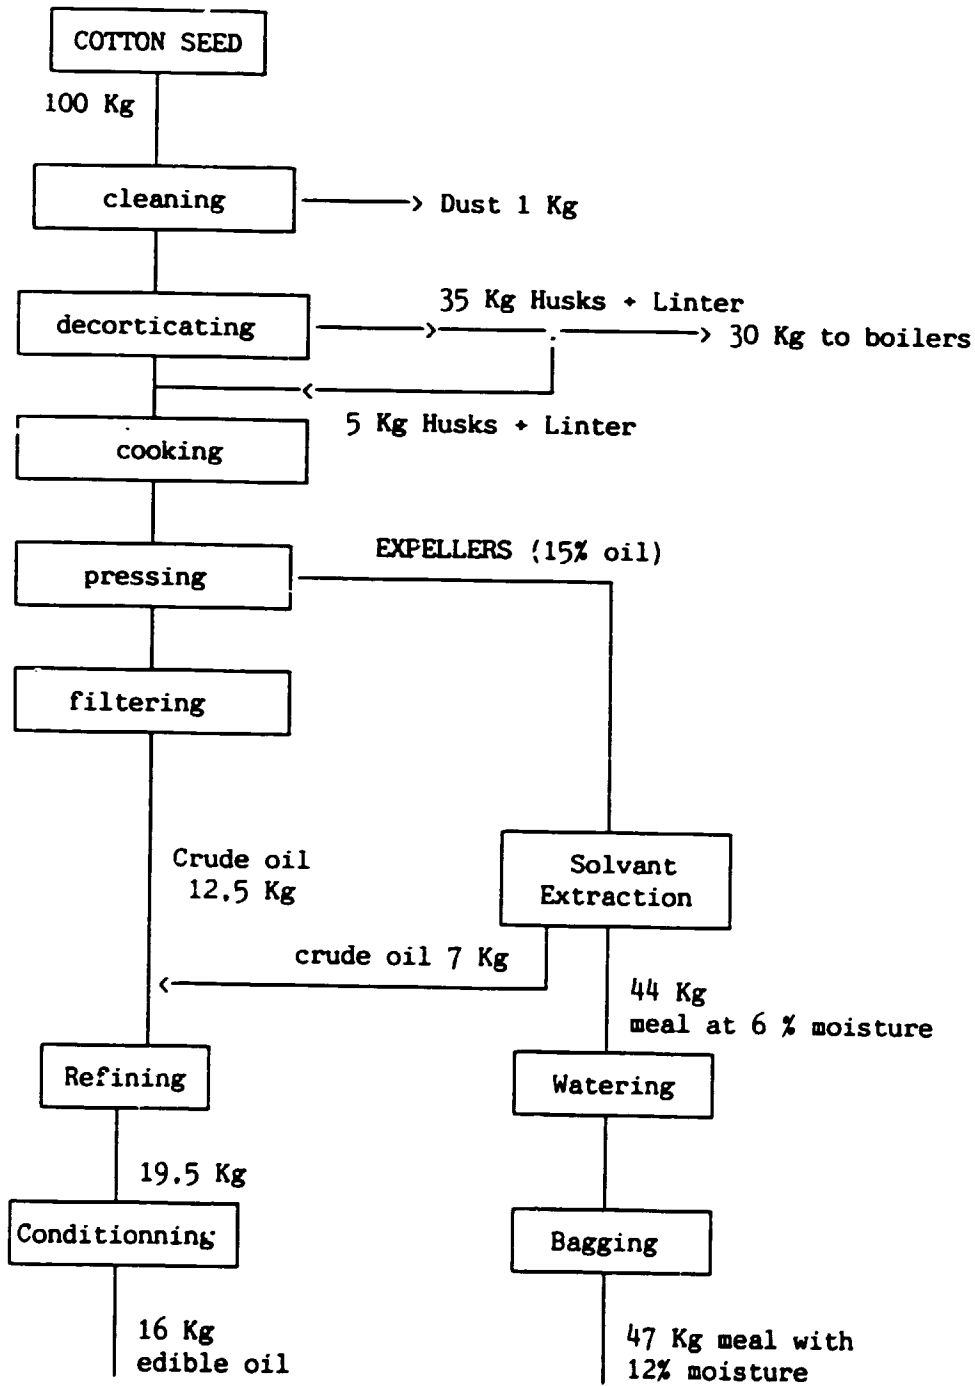 COTTON SEED
100 Kg
cleaning
Dust 1 Kg
35 Kg Husks + Linter
decorticating
30 Kg to boilers
5 Kg Husks + Linter
cooking
EXPELLERS (15% oil)
pressing
filtering
Crude oil
12.5 Kg
Solvant
Extraction
crude oil 7 Kg
44 Kg
meal at 6 % moisture
Refining
Watering
19.5 Kg
Conditionning
Bagging
16 Kg
edible oil
47 Kg meal with
12% moisture